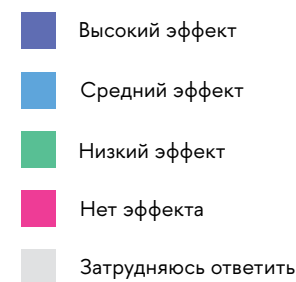 Высокий эффект
Средний эффект
Низкий эффект
Нет эффекта
Затрудняюсь ответить